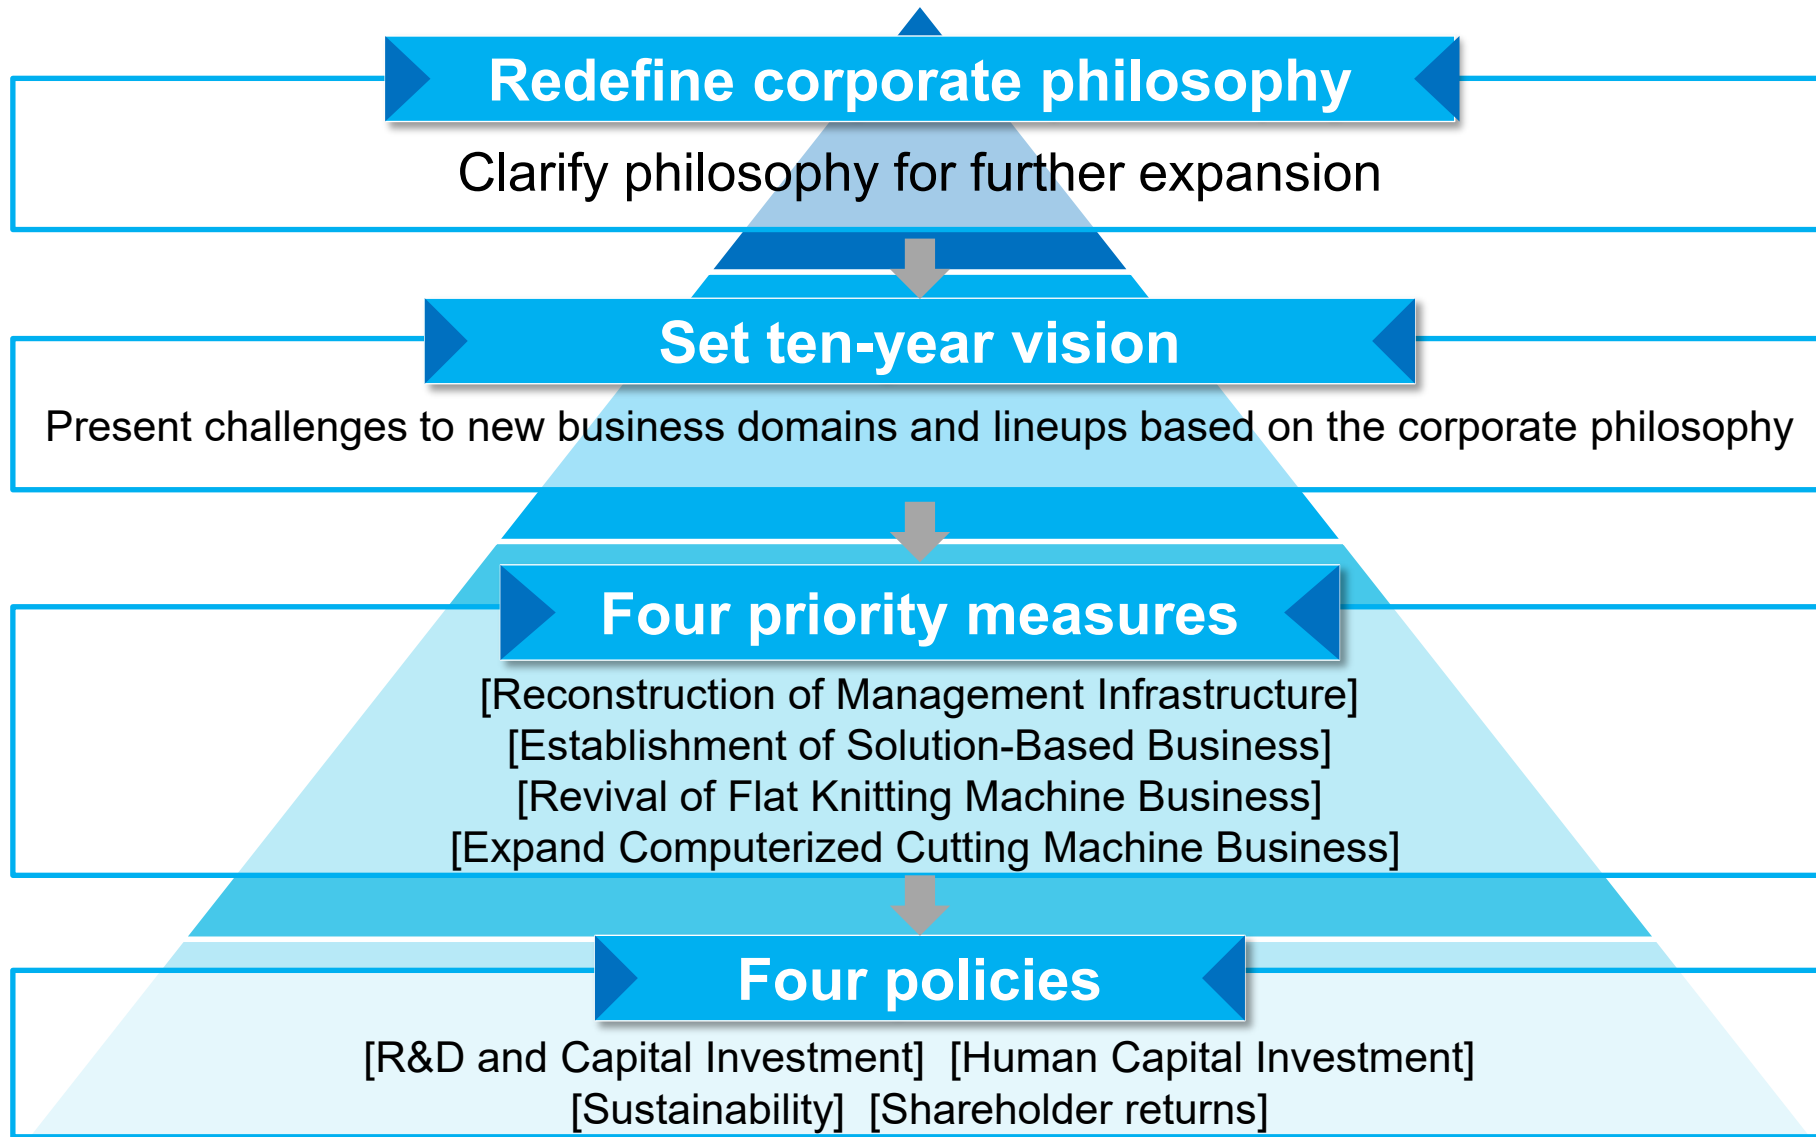 Redefine corporate philosophy
Clarify philosophy for further expansion
Set ten-year vision
Present challenges to new business domains and lineups based on the corporate philosophy
Four priority measures
[Reconstruction of Management Infrastructure]
[Establishment of Solution-Based Business]
[Revival of Flat Knitting Machine Business]
[Expand Computerized Cutting Machine Business]
Four policies
[R&D and Capital Investment]  [Human Capital Investment]
[Sustainability]  [Shareholder returns]